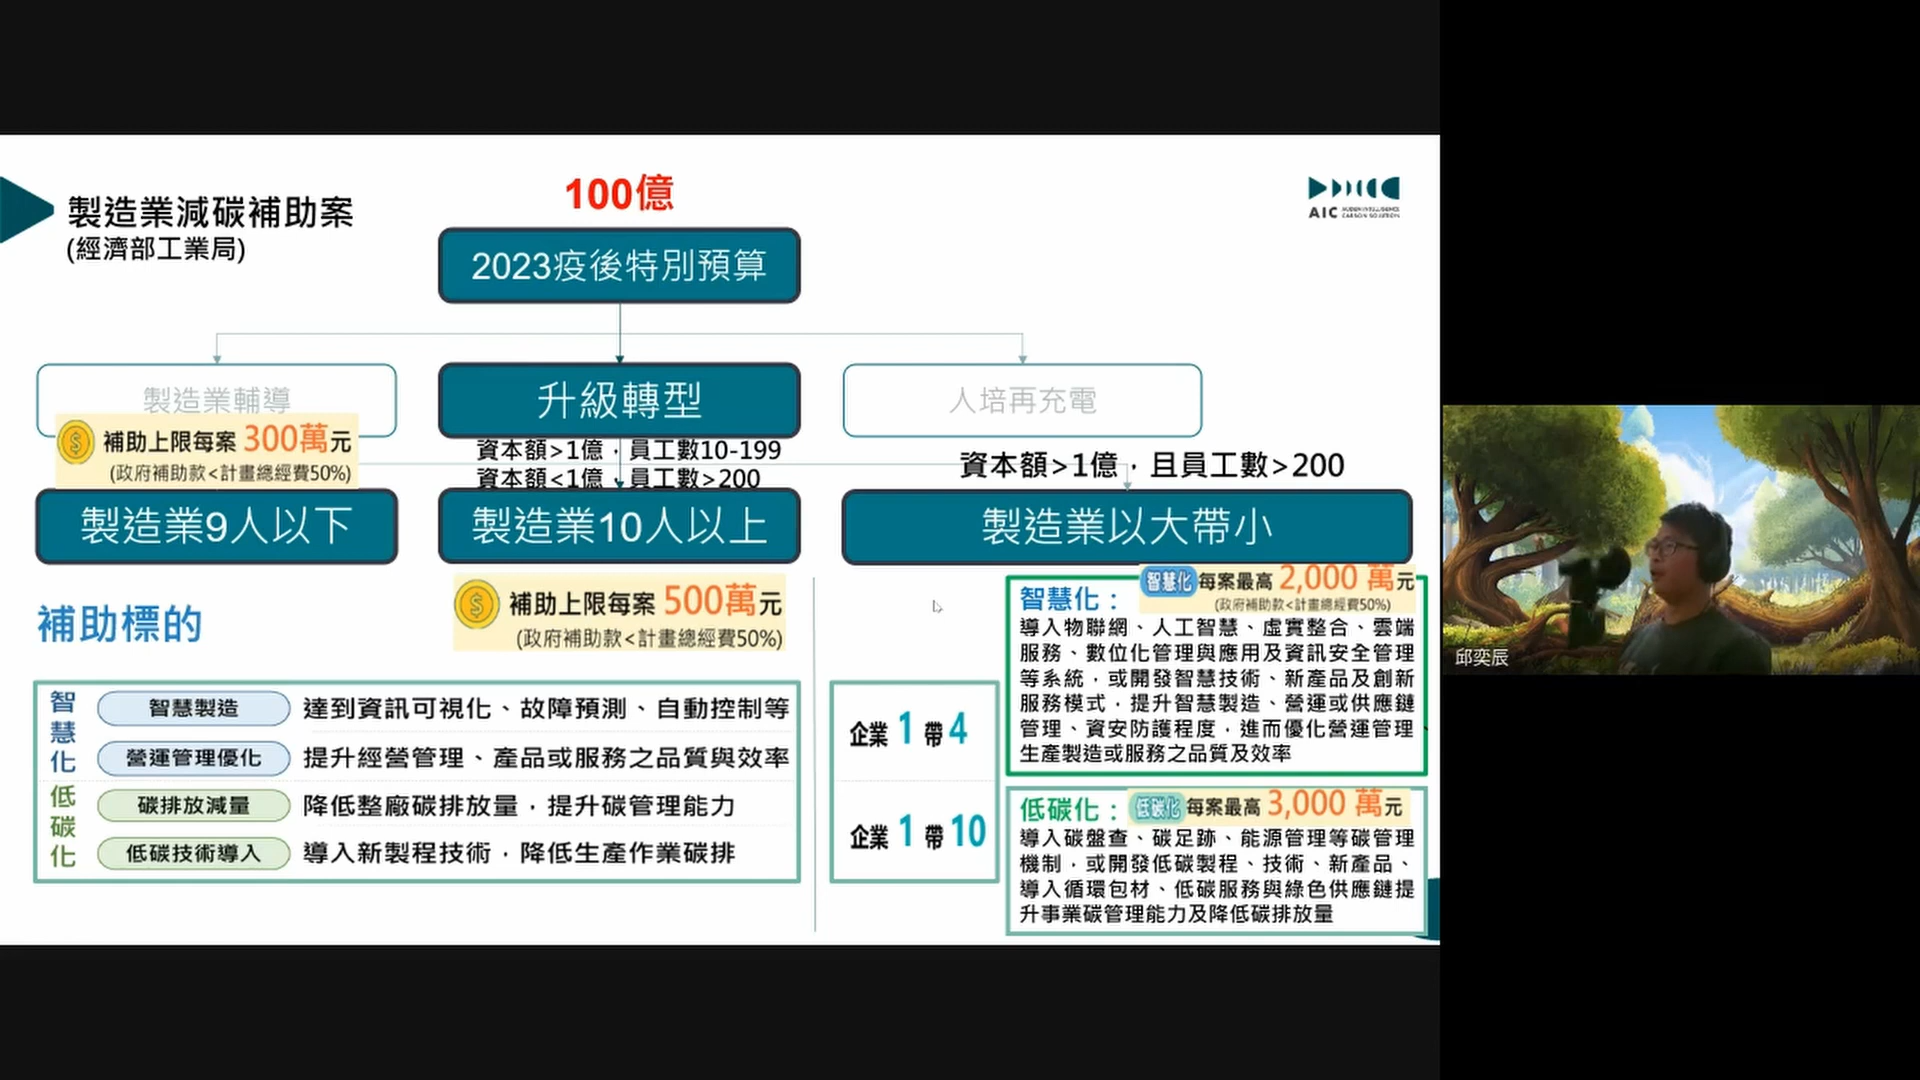 製造業減碳補助案
(經濟部工業局)
100億
AIC
2023疫後特別預算
製造業輔導
升級轉型
人培再充電
補助上限每案 300萬元
(政府補助款<計畫總經費50%)
資本額>1億，員工數10-199
資本額<1億，員工數>200
資本額>1億，且員工數>200
製造業9人以下
製造業10人以上
製造業以大帶小
補助標的
補助上限每案 500萬元
(政府補助款<計畫總經費50%)
智慧化
智慧製造 達到資訊可視化、故障預測、自動控制等
營運管理優化 提升經營管理、產品或服務之品質與效率
低碳化
碳排放減量 降低整廠碳排放量，提升碳管理能力
低碳技術導入 導入新製程技術，降低生產作業碳排
企業 1 帶 4
企業 1 帶 10
智慧化： 智慧化 每案最高 2,000 萬元
(政府補助款<計畫總經費50%)
導入物聯網、人工智慧、虛實整合、雲端
服務、數位化管理與應用及資訊安全管理
等系統，或開發智慧技術、新產品及創新
服務模式，提升智慧製造、營運或供應鏈
管理、資安防護程度，進而優化營運管理
生產製造或服務之品質及效率
低碳化： 低碳化 每案最高 3,000 萬元
導入碳盤查、碳足跡、能源管理等碳管理
機制，或開發低碳製程、技術、新產品、
導入循環包材、低碳服務與綠色供應鏈提
升事業碳管理能力及降低碳排放量
邱奕辰